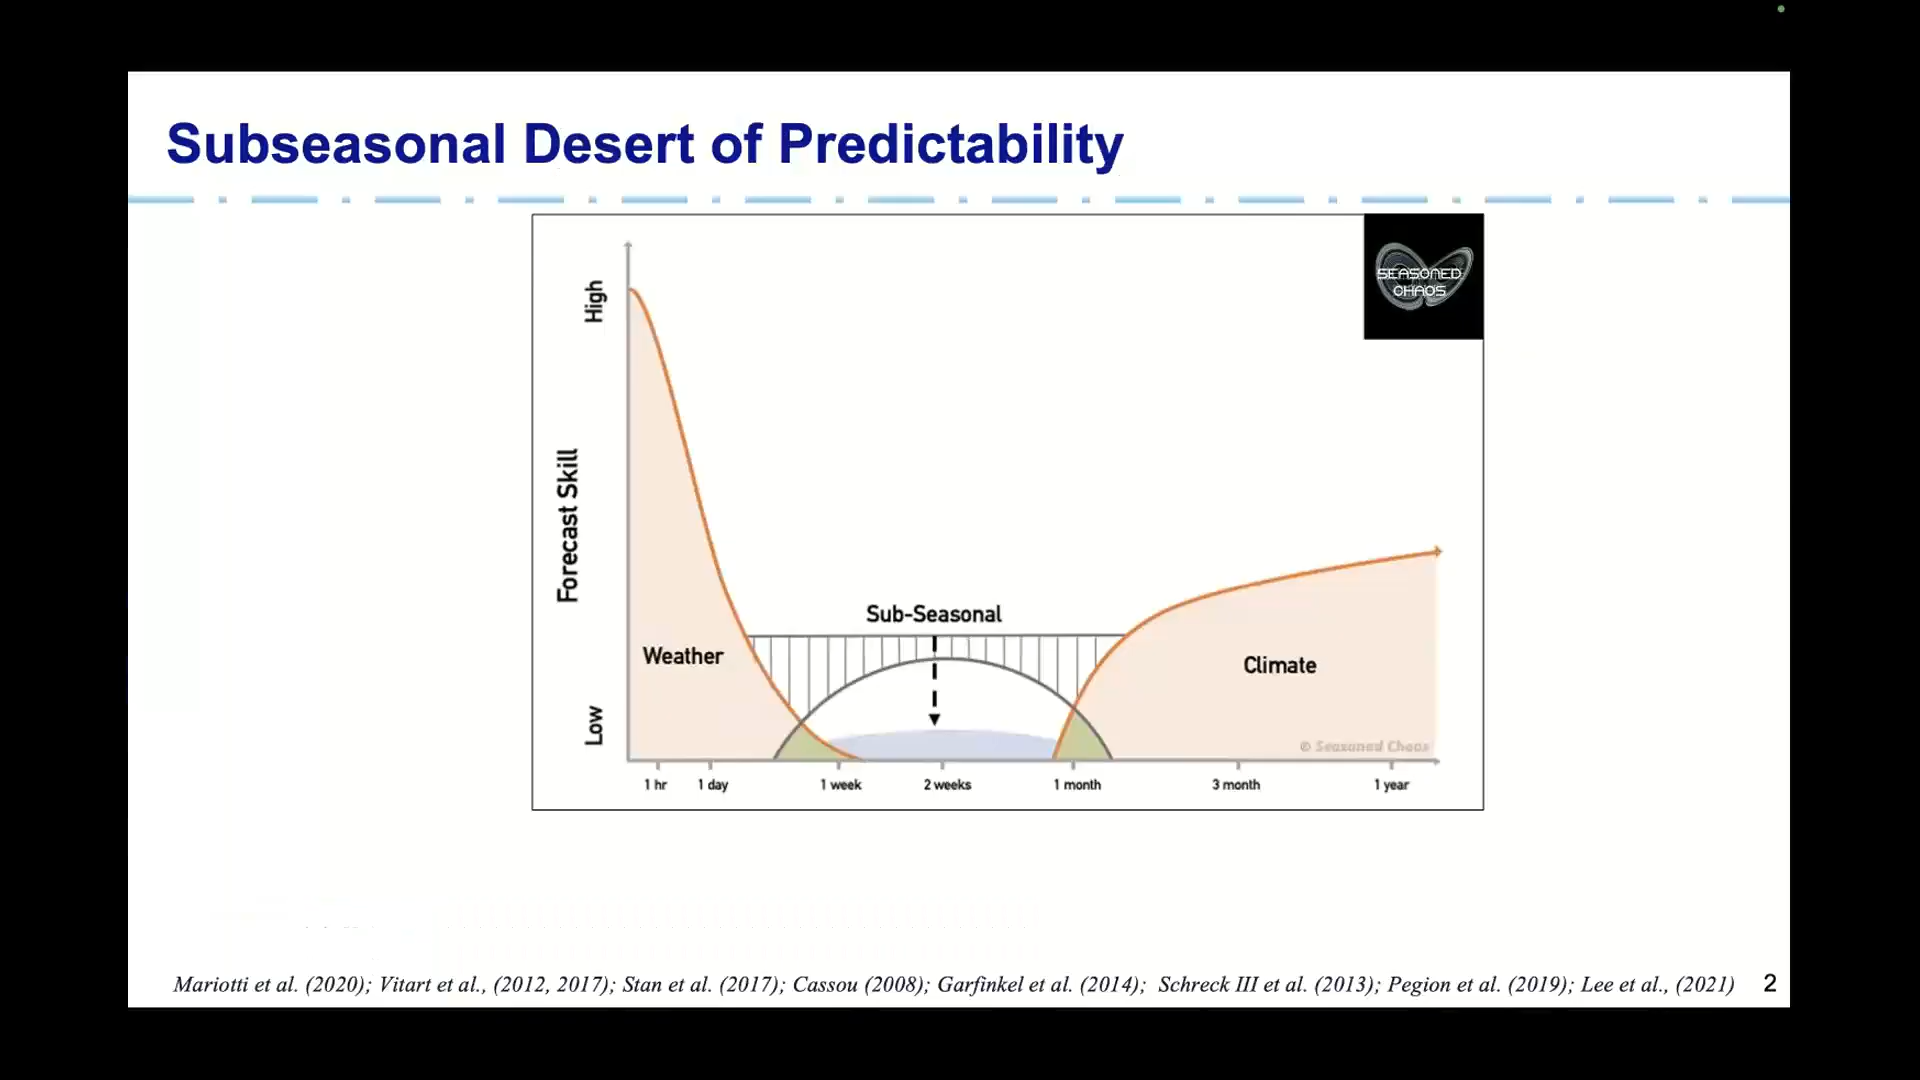 Subseasonal Desert of Predictability
SEASONED
CHAOS
High
Forecast Skill
Low
Sub-Seasonal
Weather
Climate
© Seasoned Chaos
1 hr
1 day
1 week
2 weeks
1 month
3 month
1 year
Mariotti et al. (2020); Vitart et al., (2012, 2017); Stan et al. (2017); Cassou (2008); Garfinkel et al. (2014); Schreck III et al. (2013); Pegion et al. (2019); Lee et al., (2021)
2